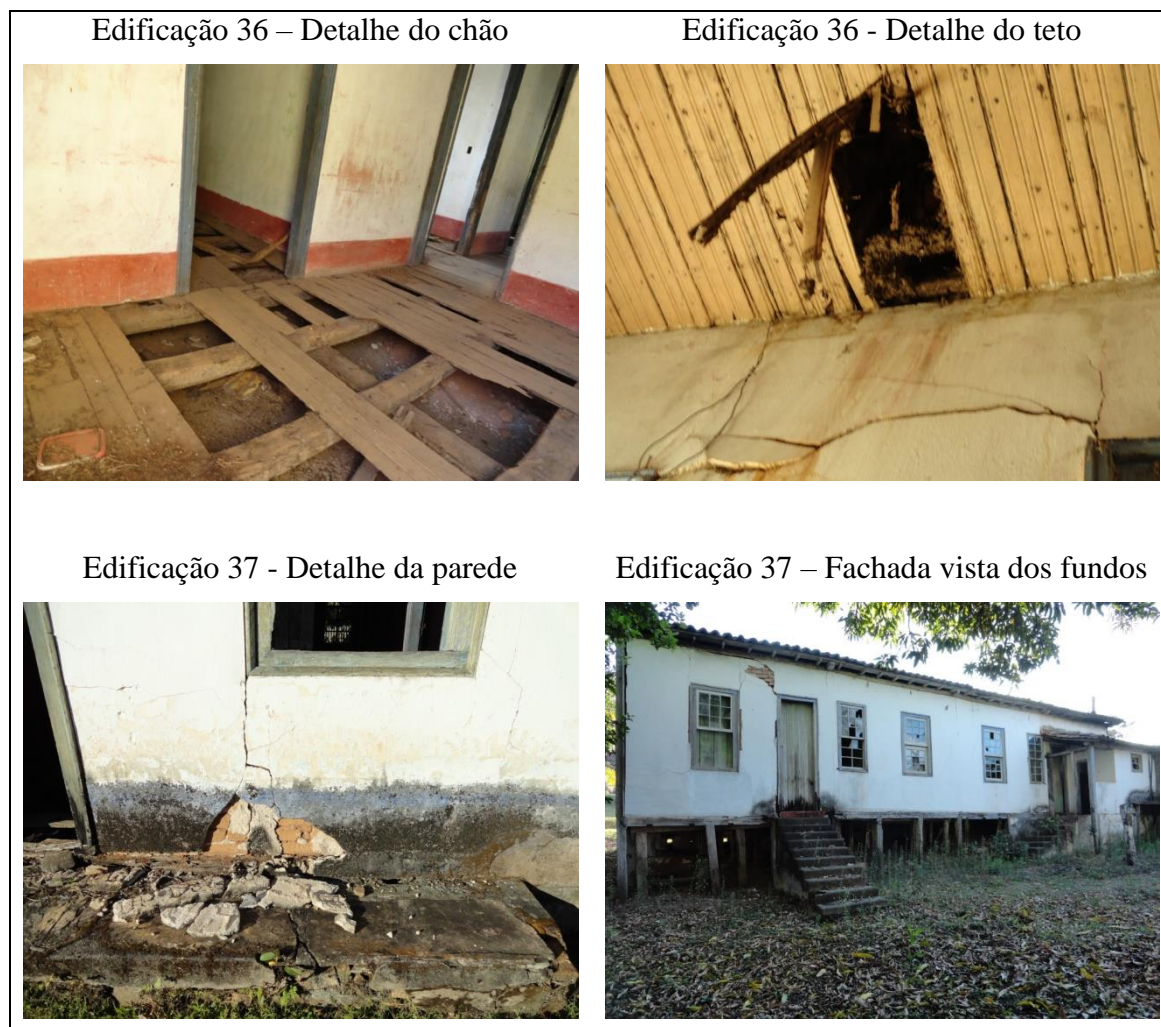 Edificação 36 – Detalhe do chão
Edificação 36 - Detalhe do teto
Edificação 37 - Detalhe da parede
Edificação 37 – Fachada vista dos fundos